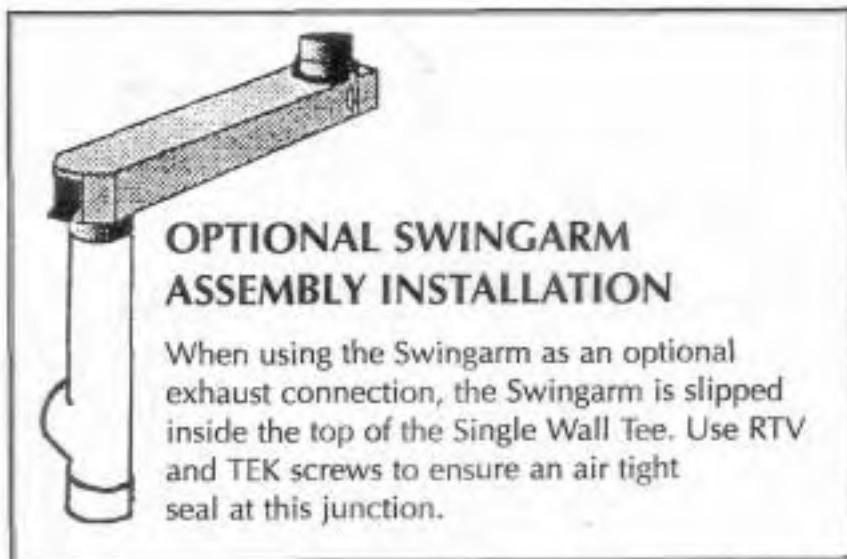 OPTIONAL SWINGARM
ASSEMBLY INSTALLATION
When using the Swingarm as an optional
exhaust connection, the Swingarm is slipped
inside the top of the Single Wall Tee. Use RTV
and TEK screws to ensure an air tight
seal at this junction.